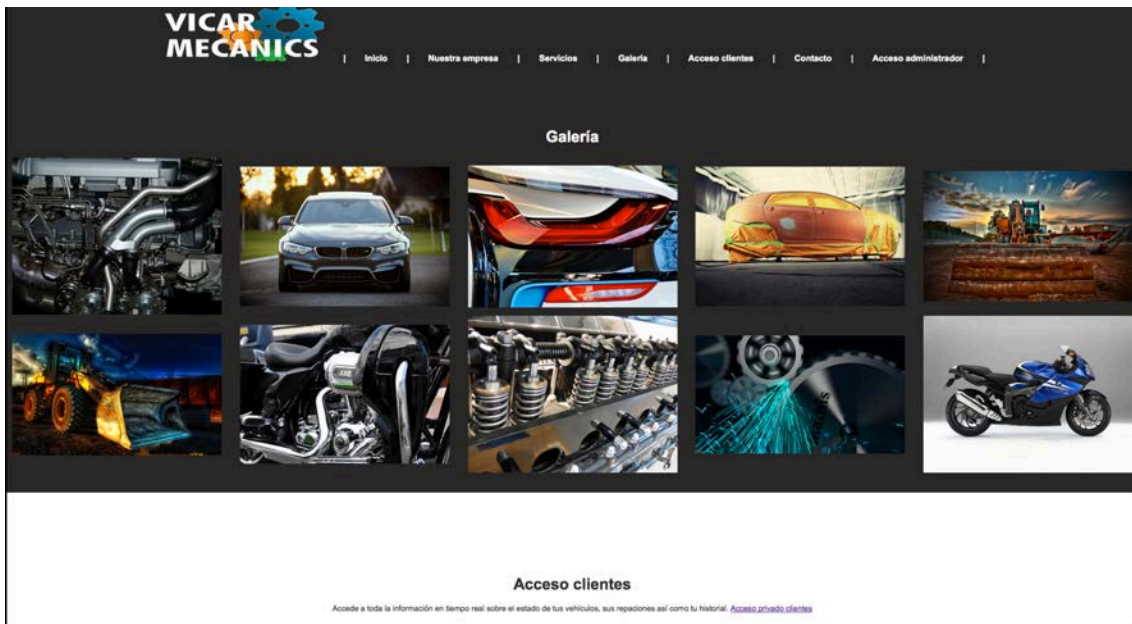 VICAR
MECANICS
| Inicio | Nuestra empresa | Servicios | Galería | Acceso clientes | Contacto | Acceso administrador |
Galería
Acceso clientes
Accede a toda la información en tiempo real sobre el estado de tus vehículos, sus repaciones así como tu historial. Acceso privado clientes